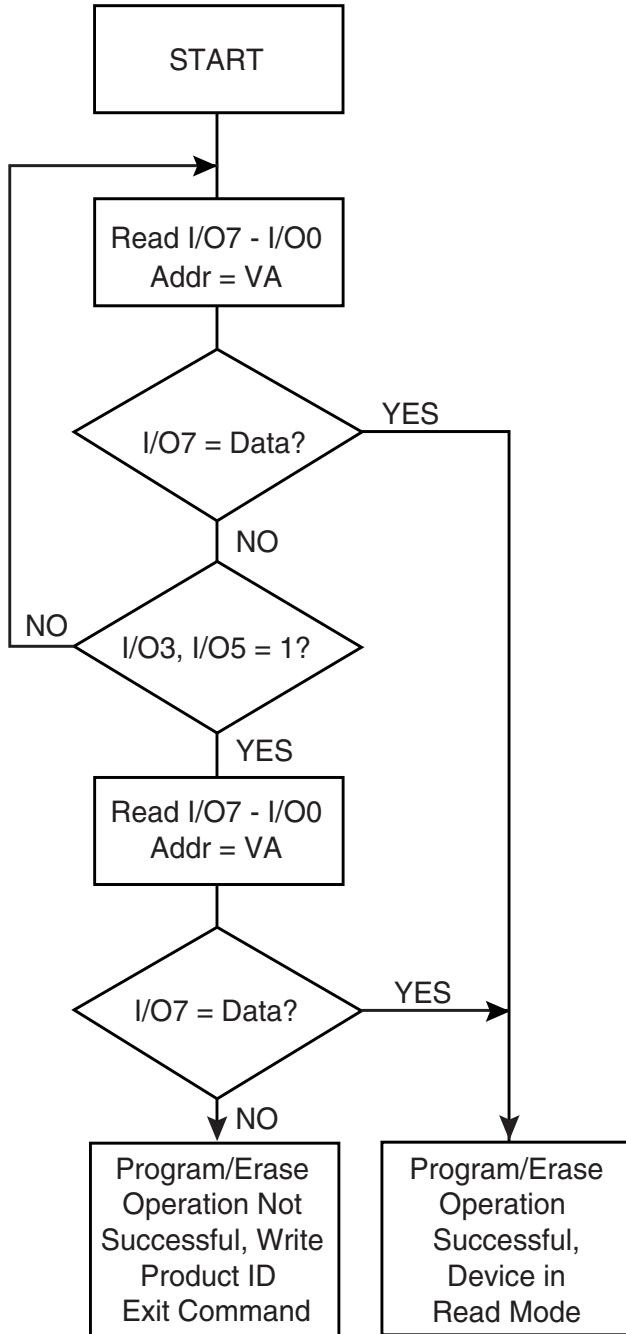 START
Read I/O7 - I/O0
Addr = VA
I/O7 = Data?
YES
NO
NO
I/O3, I/O5 = 1?
YES
Read I/O7 - I/O0
Addr = VA
I/O7 = Data?
YES
NO
Program/Erase
Operation Not
Successful, Write
Product ID
Exit Command
Program/Erase
Operation
Successful,
Device in
Read Mode